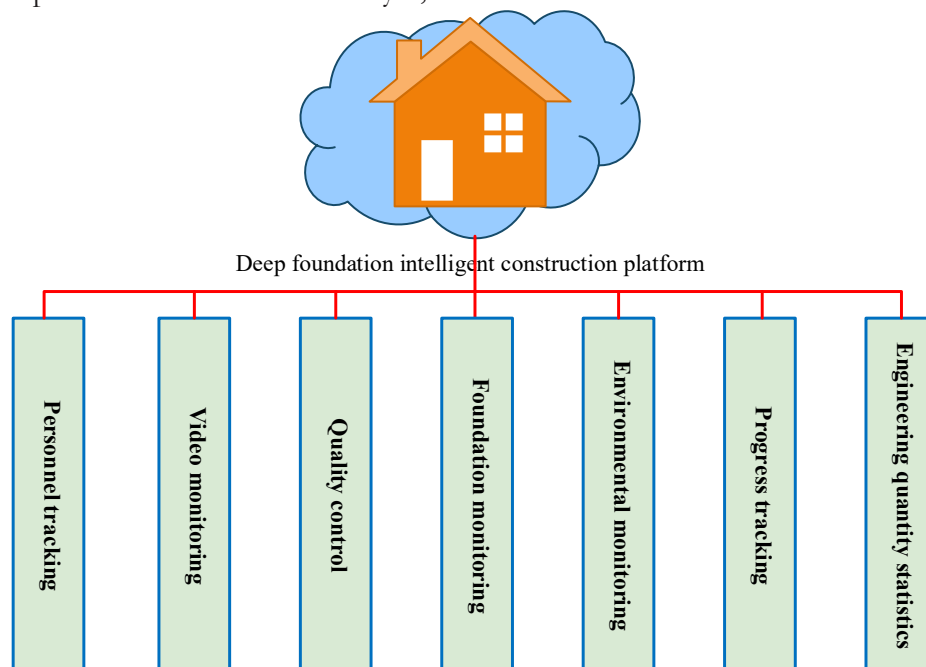 Deep foundation intelligent construction platform
Personnel tracking
Video monitoring
Quality control
Foundation monitoring
Environmental monitoring
Progress tracking
Engineering quantity statistics